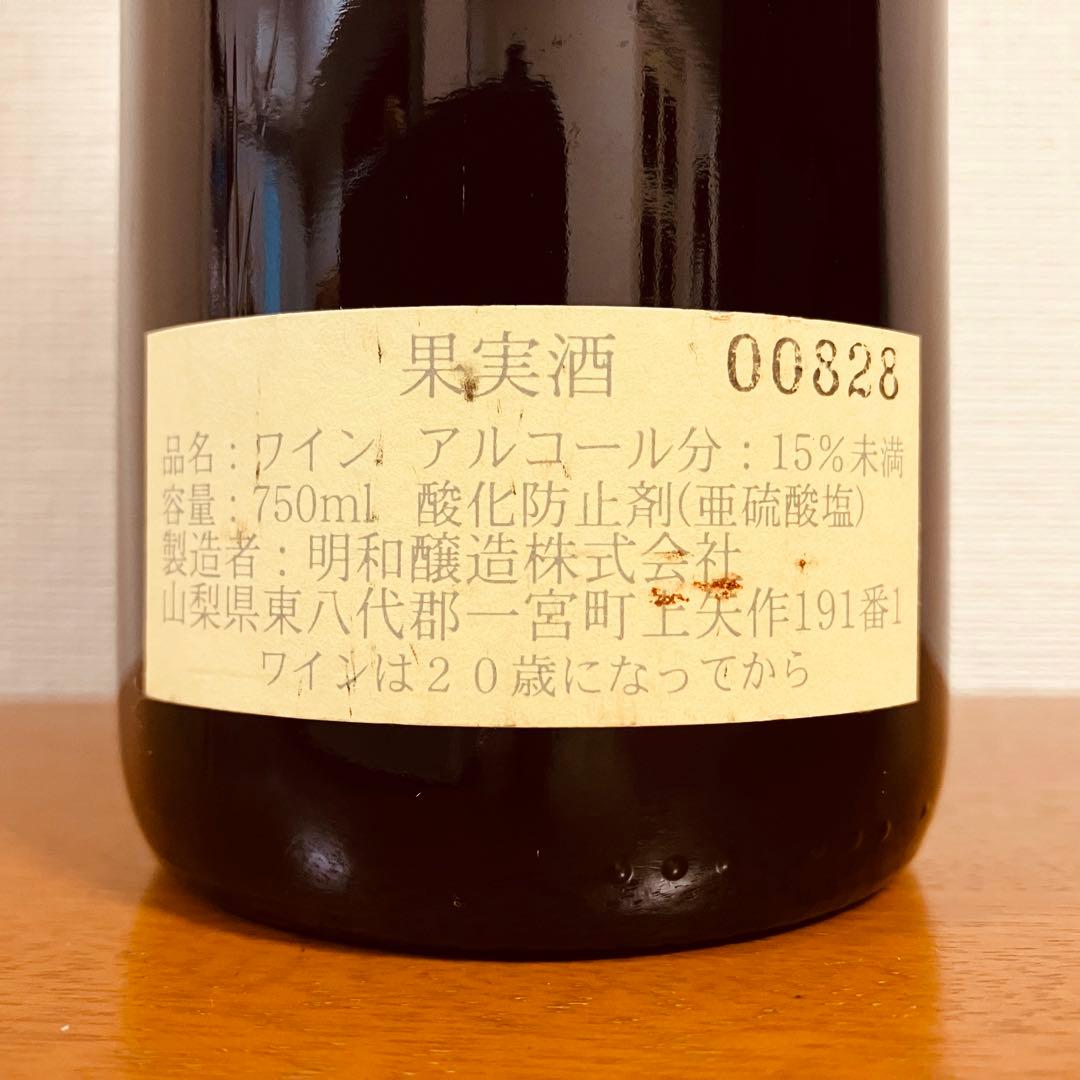 果実酒 00828
品名：ワイン アルコール分：15%未満
容量：750ml 酸化防止剤(亜硫酸塩)
製造者：明和醸造株式会社
山梨県東八代郡一宮町上矢作191番1
ワインは20歳になってから